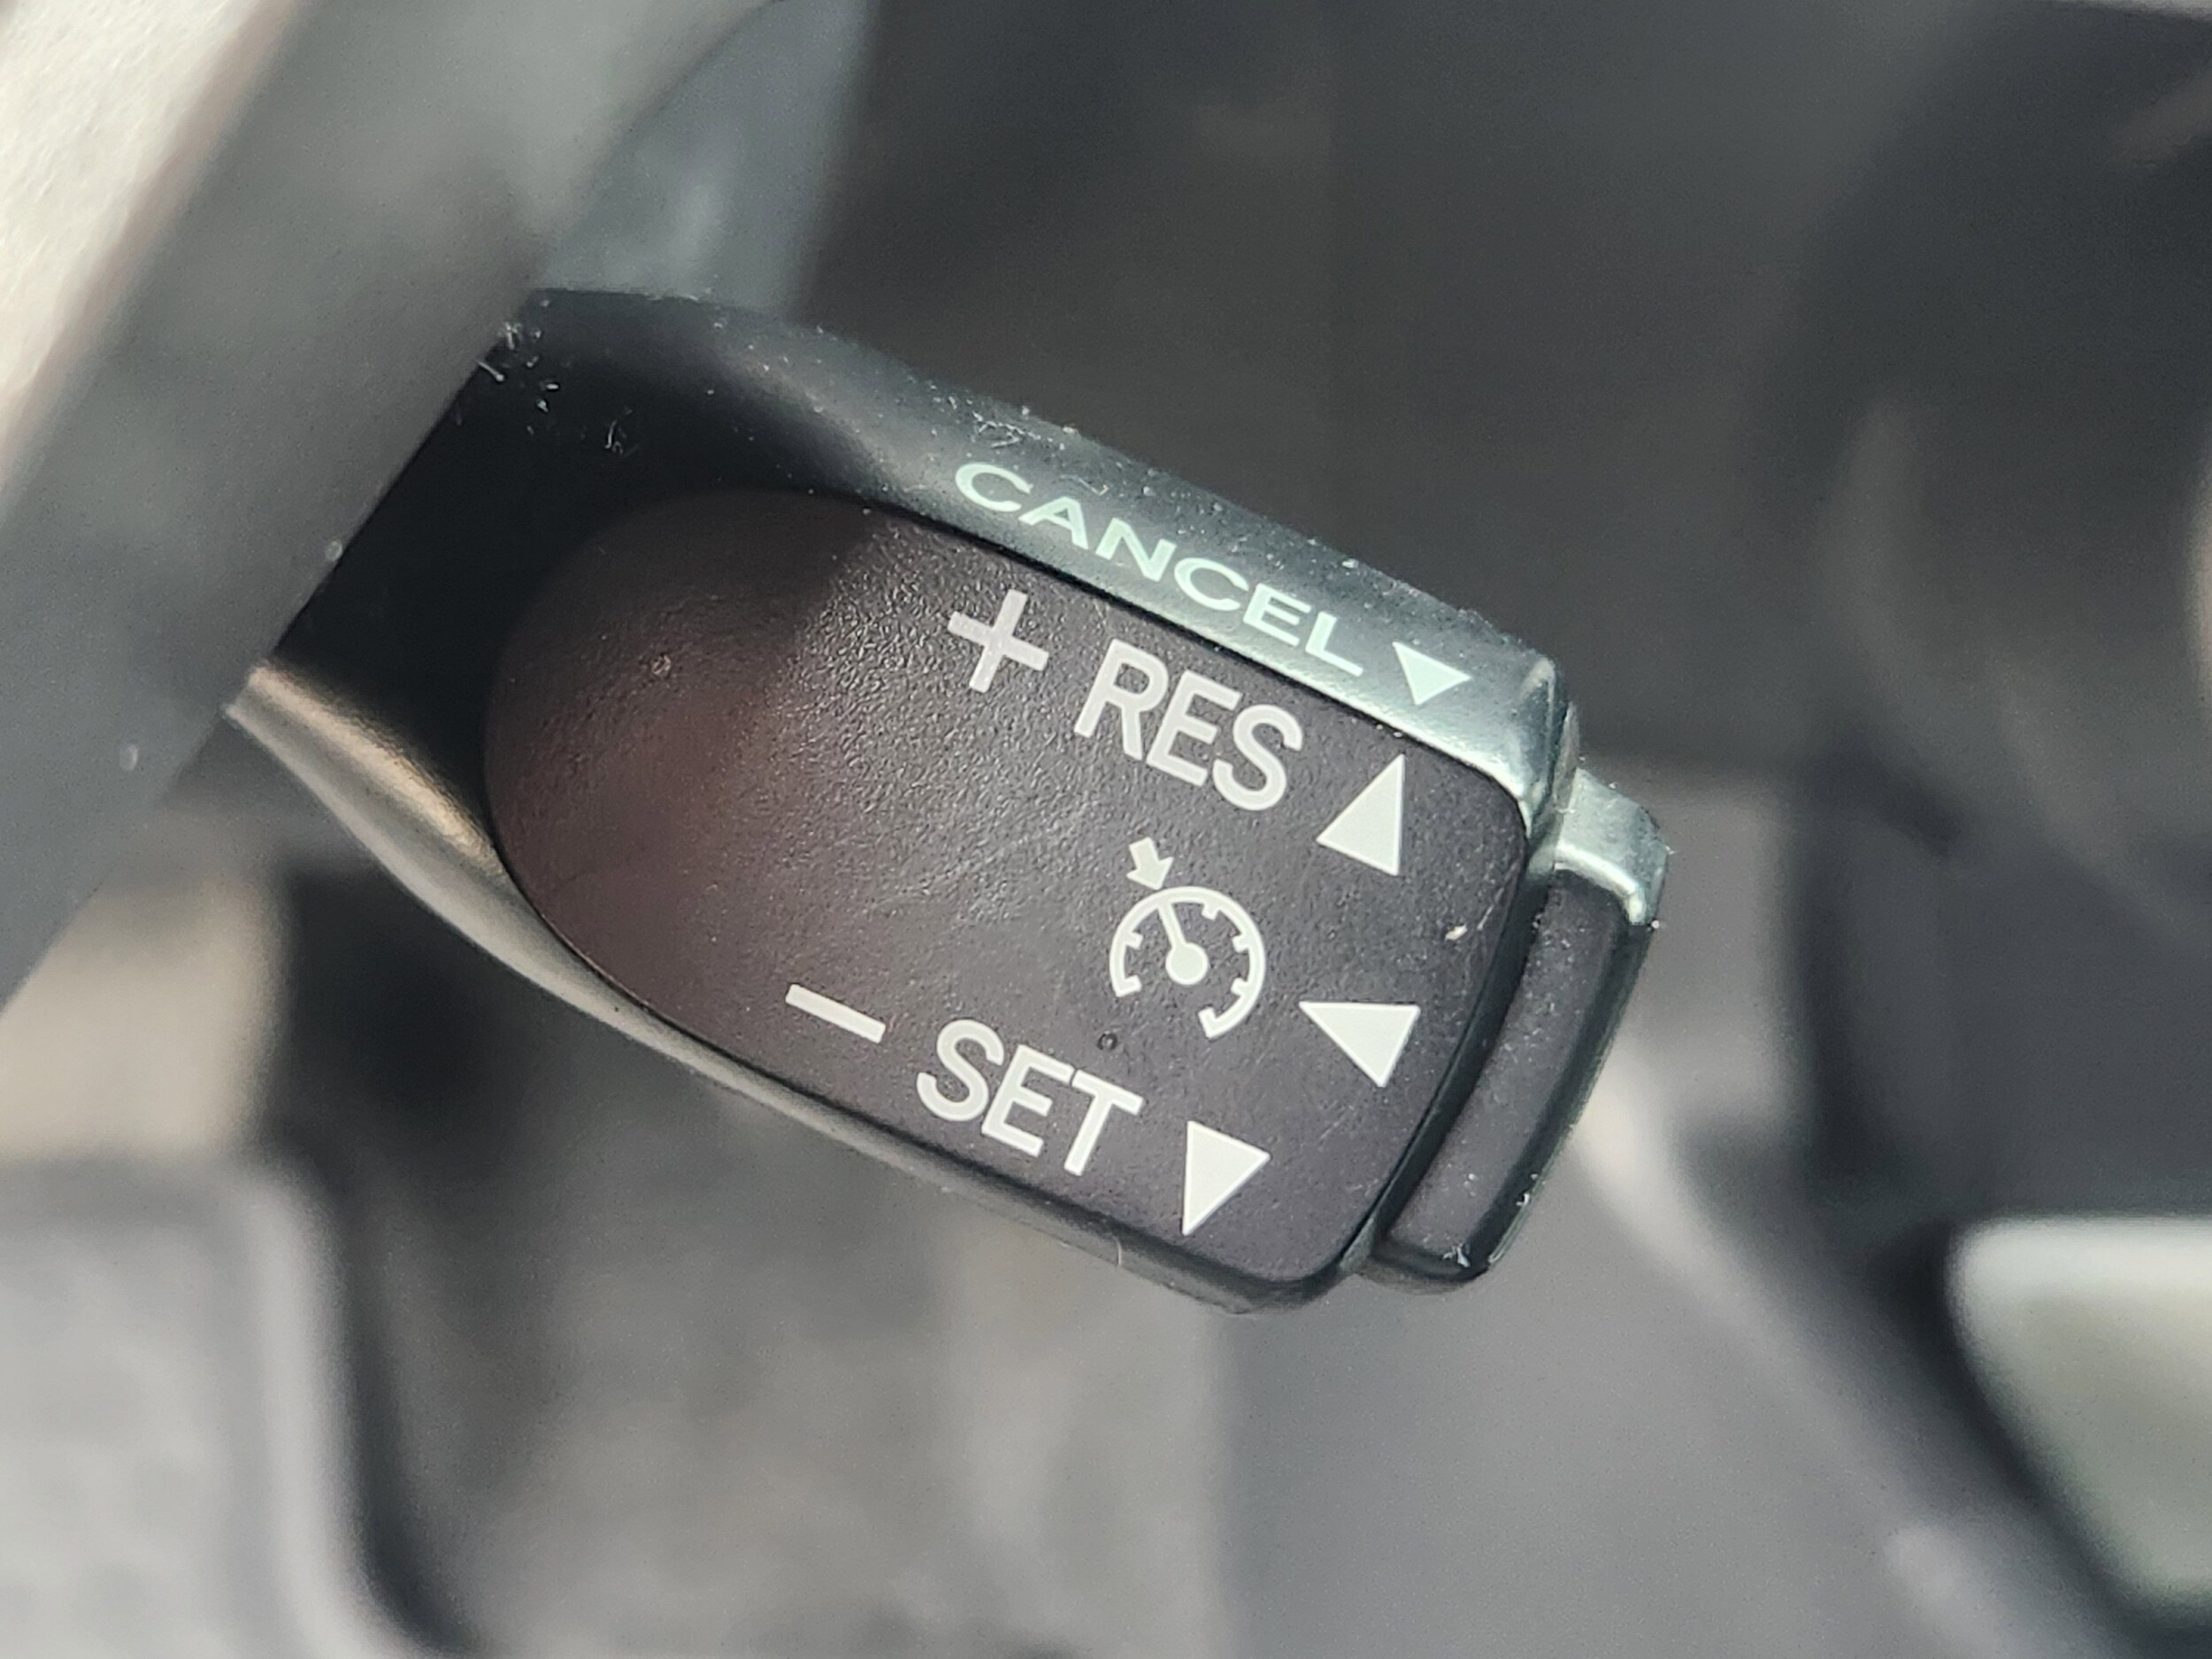 CANCEL ▼
+ RES ▲
◀
− SET ▼